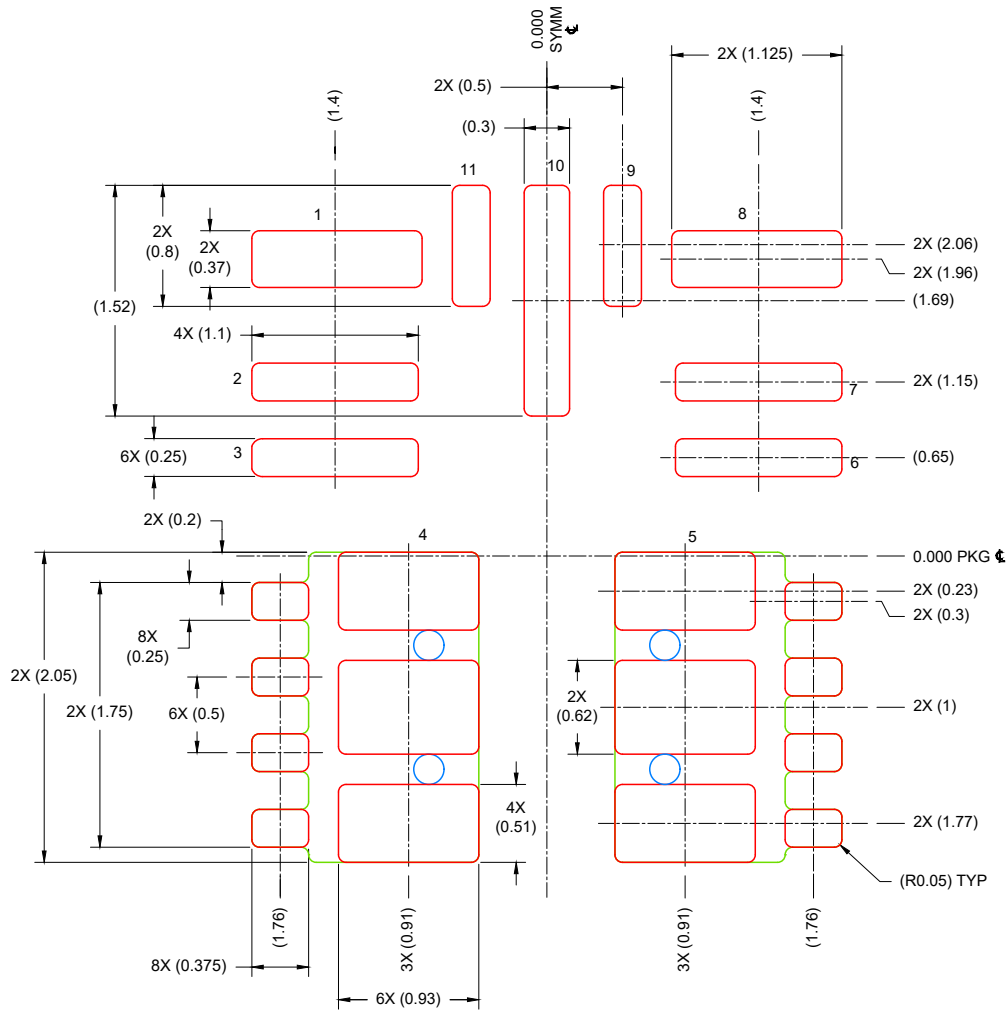 0.000
SYMM
℄
2X (1.125)
2X (0.5)
(1.4)
(1.4)
(0.3)
11
10
9
1
8
2X
(0.8)
2X
(0.37)
2X (2.06)
2X (1.96)
(1.69)
(1.52)
4X (1.1)
2
7
2X (1.15)
6X (0.25)
3
6
(0.65)
2X (0.2)
4
5
0.000 PKG ℄
2X (0.23)
2X (0.3)
8X
(0.25)
2X (2.05)
2X (1.75)
6X (0.5)
2X
(0.62)
2X (1)
4X
(0.51)
2X (1.77)
(R0.05) TYP
(1.76)
3X (0.91)
3X (0.91)
(1.76)
8X (0.375)
6X (0.93)